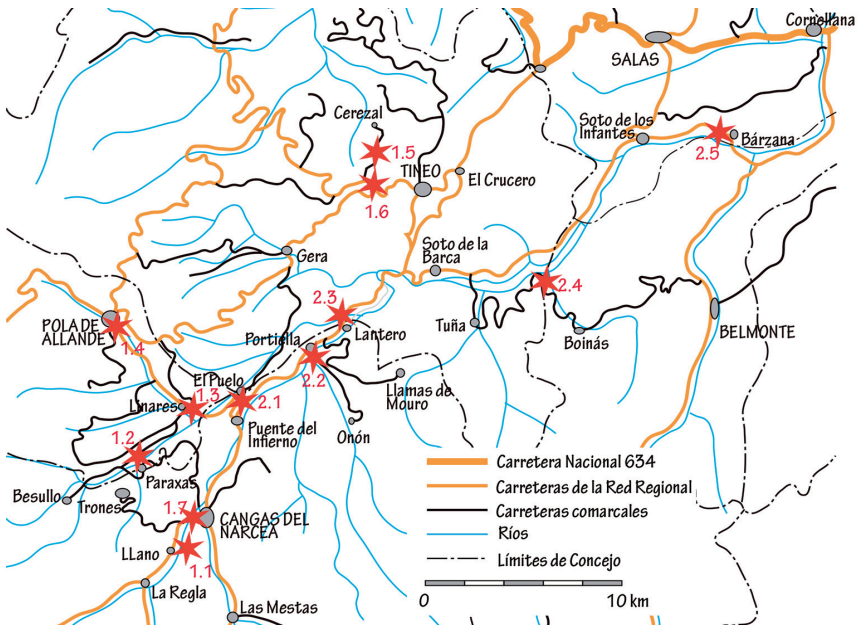 Cornellana
SALAS
Cerezal
Soto de los
Infantes
2.5
Bárzana
1.5
TINEO
El Crucero
1.6
Gera
Soto de la
Barca
2.4
2.3
POLA DE
ALLANDE
1.4
Portiella
Lantero
Tuña
Boinás
BELMONTE
2.2
El Puelo
1.3
2.1
Llamas de
Mouro
Linares
Puente del
Infierno
Onón
1.2
Paraxas
Besullo
Trones
1.7
CANGAS DEL
NARCEA
LLano
1.1
La Regla
Las Mestas
Carretera Nacional 634
Carreteras de la Red Regional
Carreteras comarcales
Ríos
Límites de Concejo
0
10 km